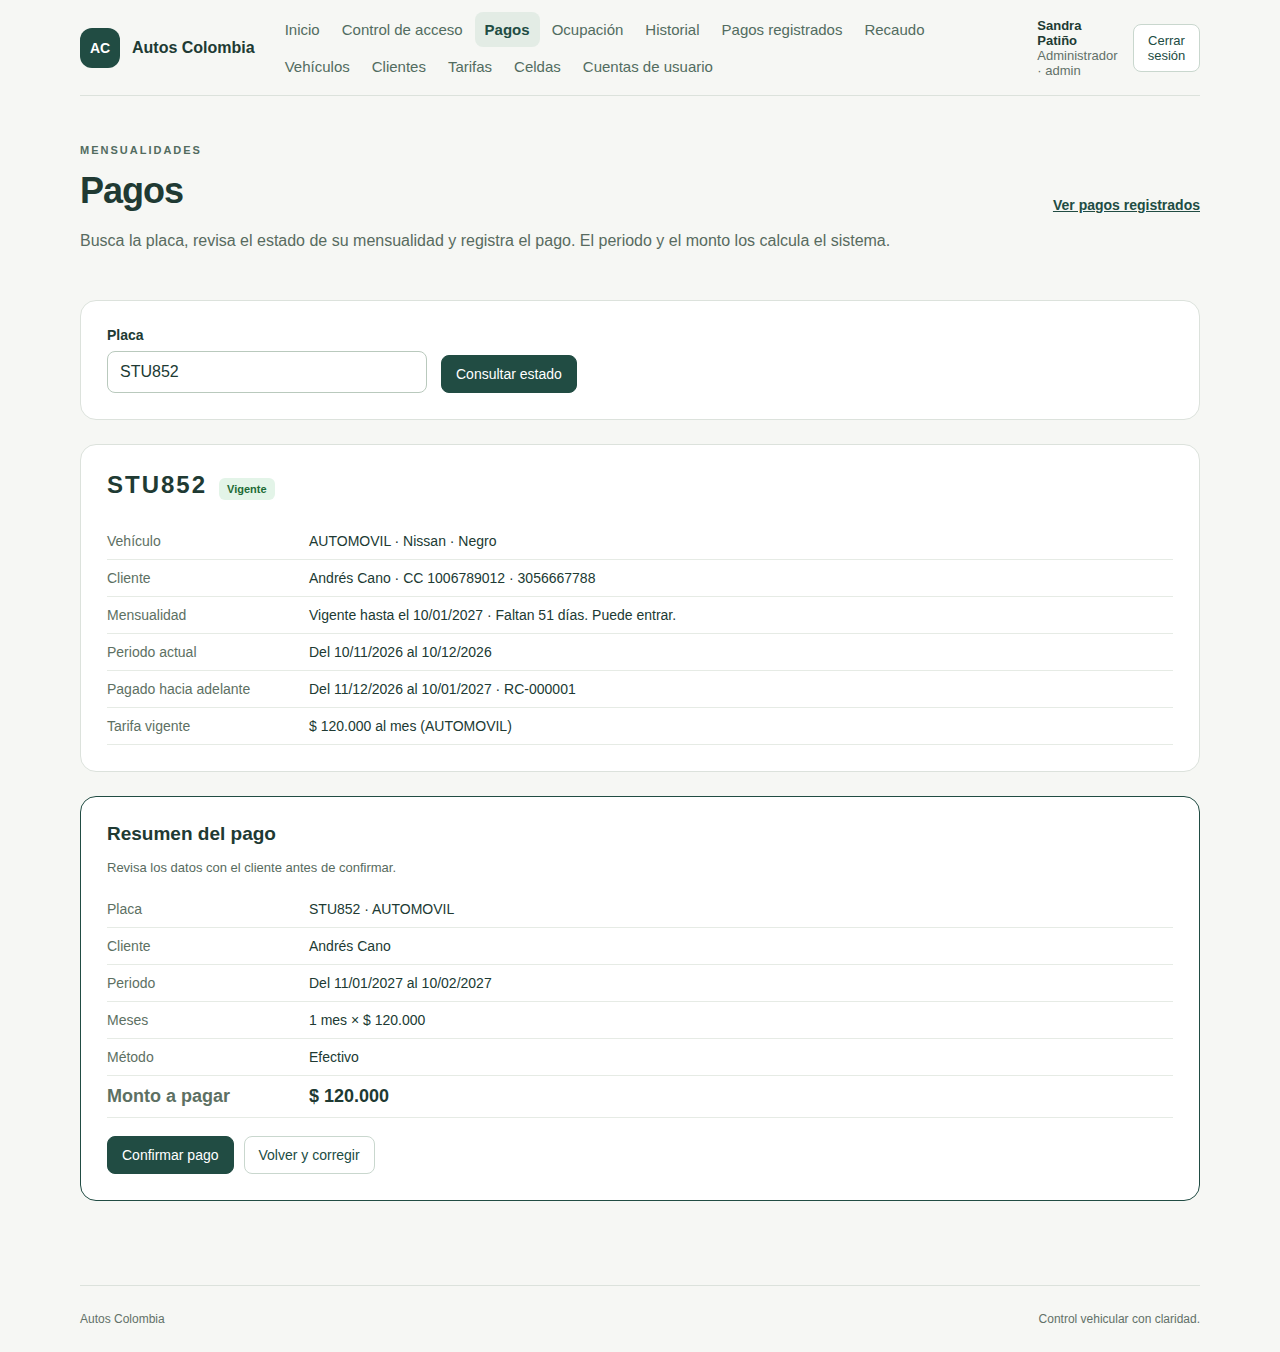 AC
Autos Colombia
Inicio
Control de acceso
Pagos
Ocupación
Historial
Pagos registrados
Recaudo
Vehículos
Clientes
Tarifas
Celdas
Cuentas de usuario
Sandra
Patiño
Administrador
· admin
Cerrar
sesión
MENSUALIDADES
Pagos
Ver pagos registrados
Busca la placa, revisa el estado de su mensualidad y registra el pago. El periodo y el monto los calcula el sistema.
Placa
STU852
Consultar estado
STU852 Vigente
Vehículo AUTOMOVIL · Nissan · Negro
Cliente Andrés Cano · CC 1006789012 · 3056667788
Mensualidad Vigente hasta el 10/01/2027 · Faltan 51 días. Puede entrar.
Periodo actual Del 10/11/2026 al 10/12/2026
Pagado hacia adelante Del 11/12/2026 al 10/01/2027 · RC-000001
Tarifa vigente $ 120.000 al mes (AUTOMOVIL)
Resumen del pago
Revisa los datos con el cliente antes de confirmar.
Placa STU852 · AUTOMOVIL
Cliente Andrés Cano
Periodo Del 11/01/2027 al 10/02/2027
Meses 1 mes × $ 120.000
Método Efectivo
Monto a pagar $ 120.000
Confirmar pago
Volver y corregir
Autos Colombia
Control vehicular con claridad.